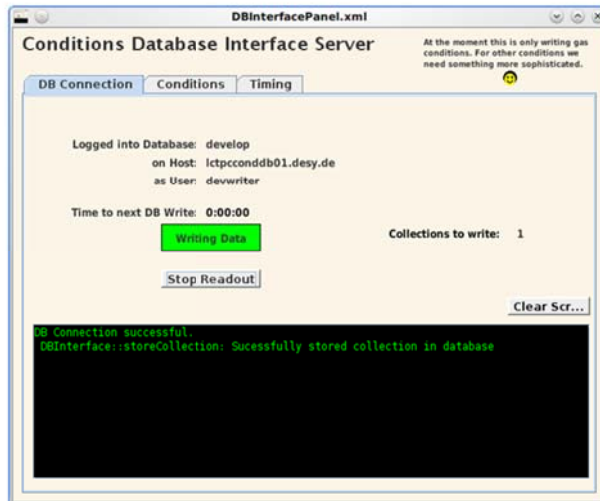 DBInterfacePanel.xml
Conditions Database Interface Server
At the moment this is only writing gas
conditions. For other conditions we
need something more sophisticated.
DB Connection
Conditions
Timing
Logged into Database: develop
on Host: lctpcconddb01.desy.de
as User: devwriter
Time to next DB Write: 0:00:00
Writing Data
Collections to write: 1
Stop Readout
Clear Scr...
DB Connection successful.
DBInterface::storeCollection: Sucessfully stored collection in database